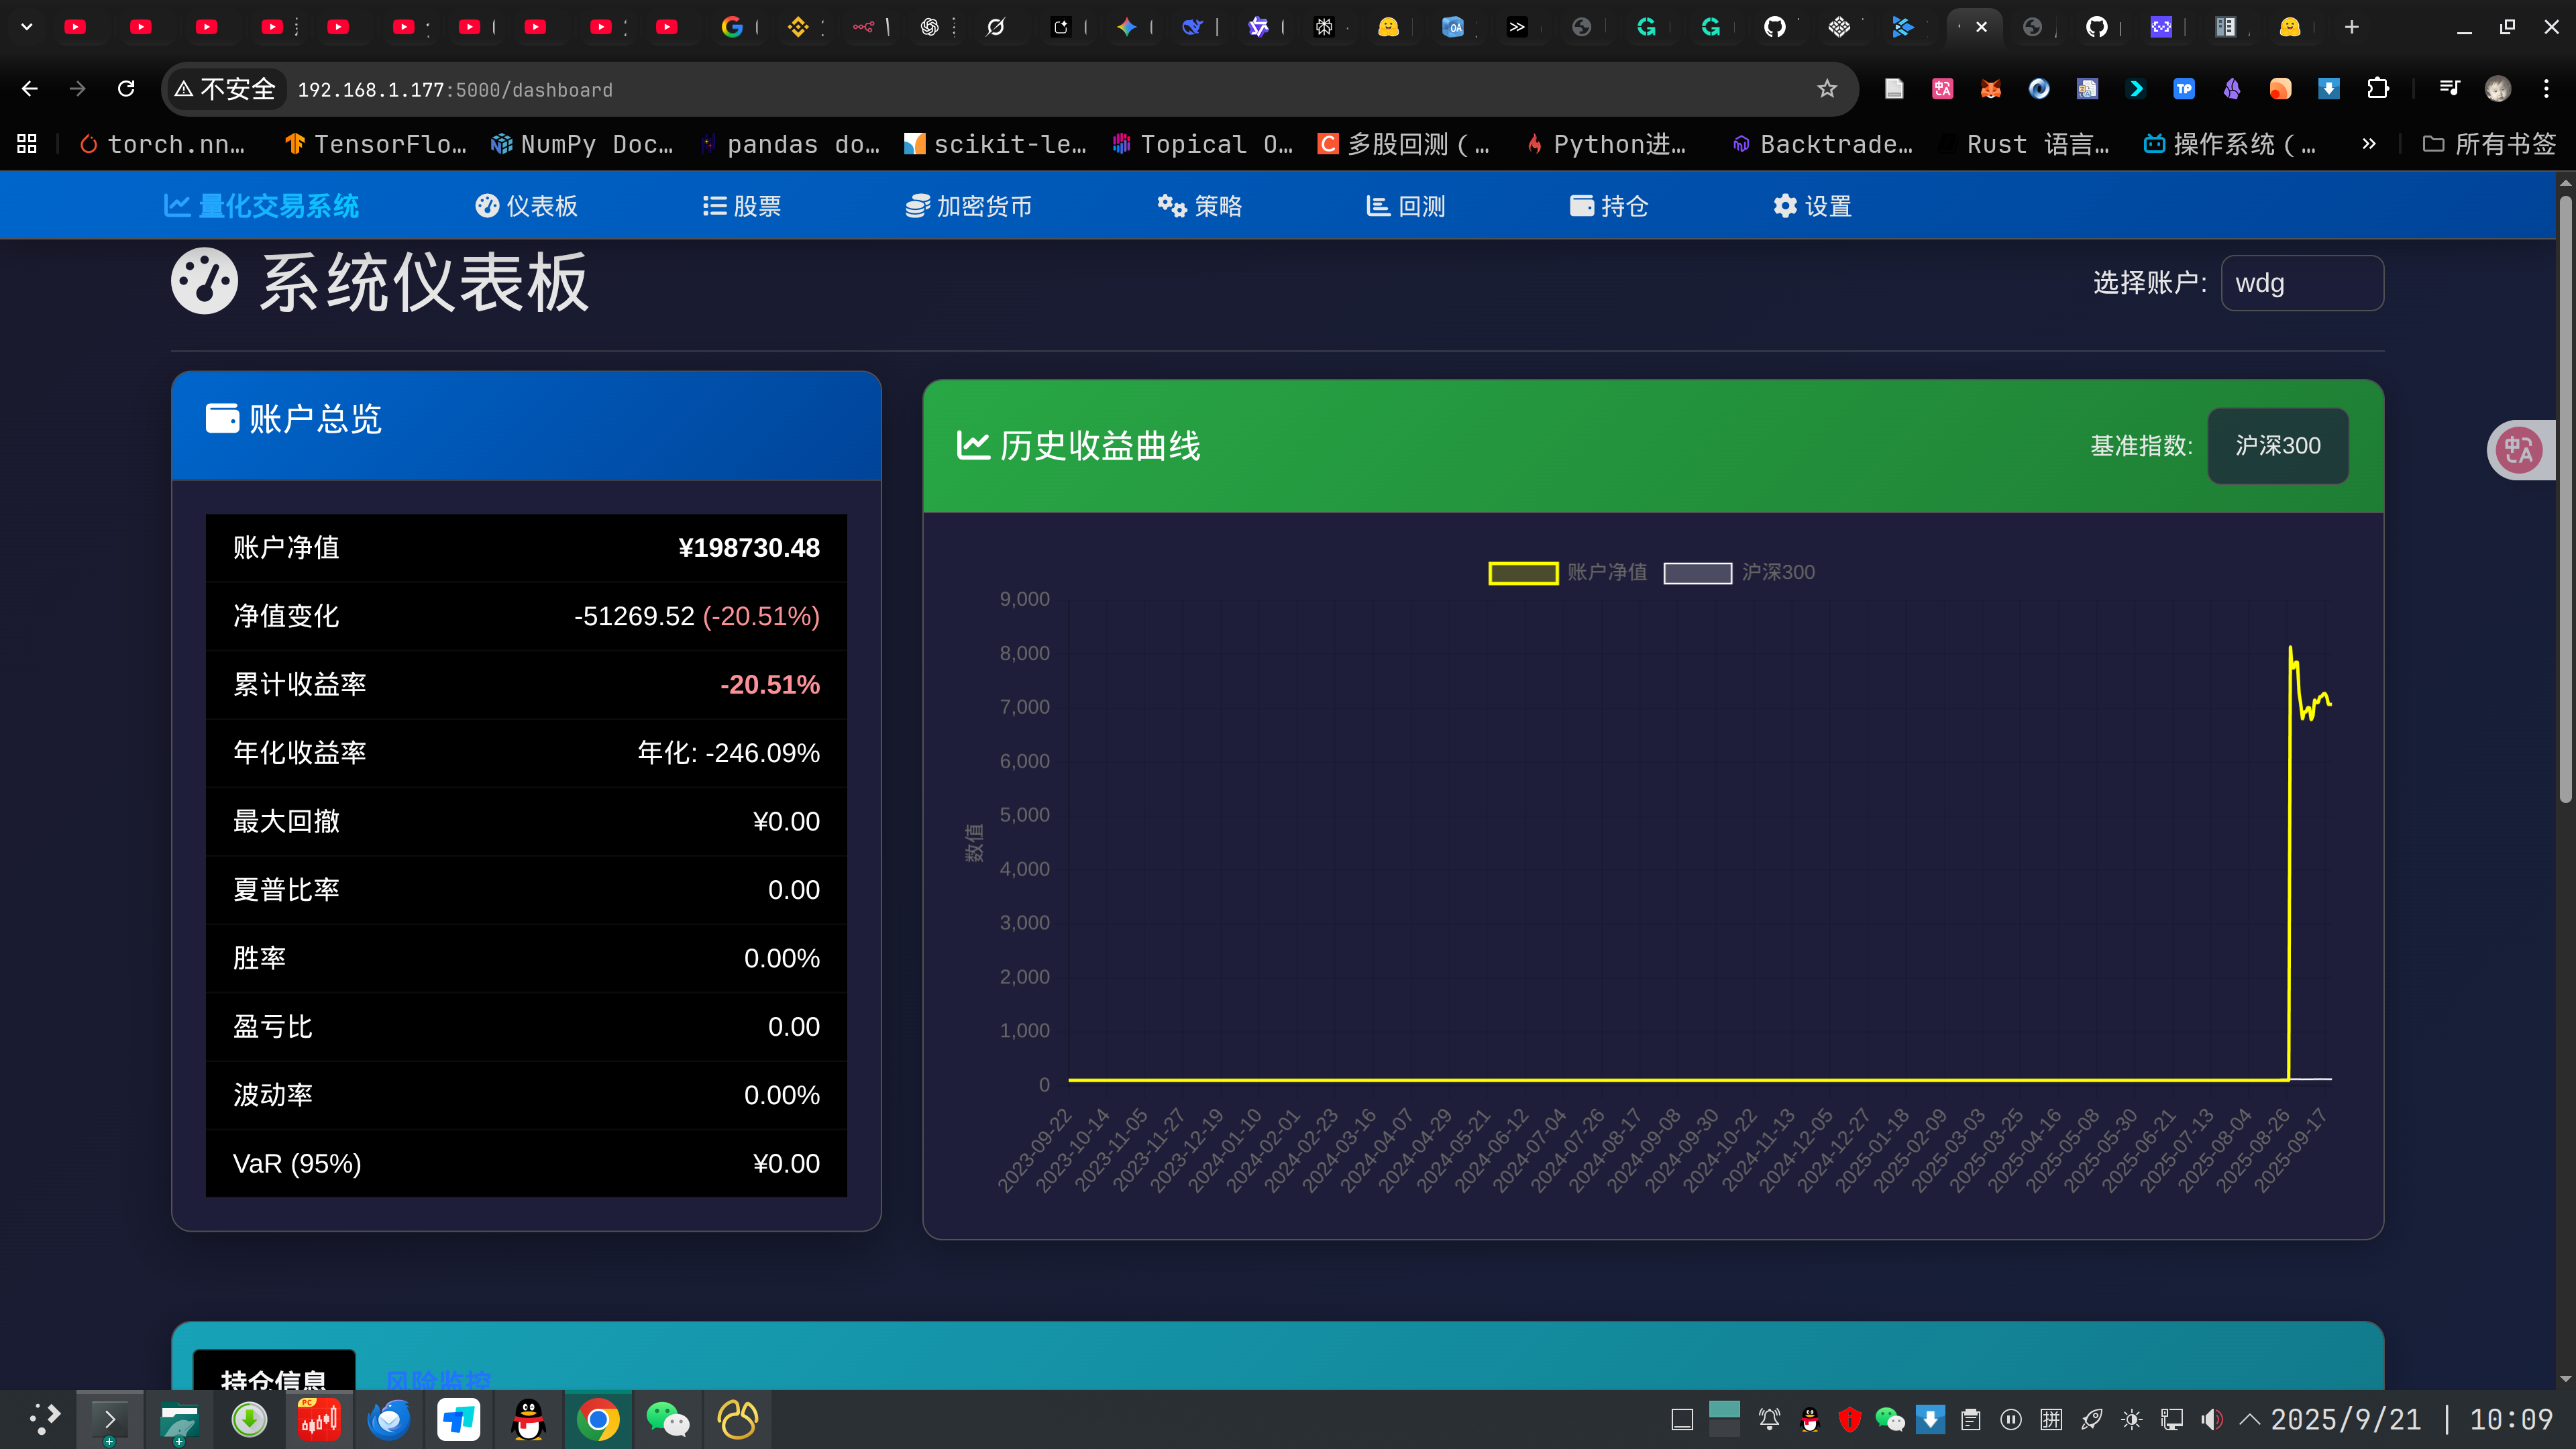 不安全 192.168.1.177:5000/dashboard
torch.nn… TensorFlo… NumPy Doc… pandas do… scikit-le… Topical O… 多股回测（… Python进… Backtrade… Rust 语言… 操作系统（… » 所有书签
量化交易系统 仪表板 股票 加密货币 策略 回测 持仓 设置
系统仪表板
选择账户: wdg
账户总览
账户净值 ¥198730.48
净值变化 -51269.52 (-20.51%)
累计收益率 -20.51%
年化收益率 年化: -246.09%
最大回撤 ¥0.00
夏普比率 0.00
胜率 0.00%
盈亏比 0.00
波动率 0.00%
VaR (95%) ¥0.00
历史收益曲线
基准指数: 沪深300
账户净值 沪深300
9,000
8,000
7,000
6,000
5,000
4,000
3,000
2,000
1,000
0
数值
2023-09-22 2023-10-14 2023-11-05 2023-11-27 2023-12-19 2024-01-10 2024-02-01 2024-02-23 2024-03-16 2024-04-07 2024-04-29 2024-05-21 2024-06-12 2024-07-04 2024-07-26 2024-08-17 2024-09-08 2024-09-30 2024-10-22 2024-11-13 2024-12-05 2024-12-27 2025-01-18 2025-02-09 2025-03-03 2025-03-25 2025-04-16 2025-05-08 2025-05-30 2025-06-21 2025-07-13 2025-08-04 2025-08-26 2025-09-17
持仓信息 风险监控
2025/9/21 | 10:09